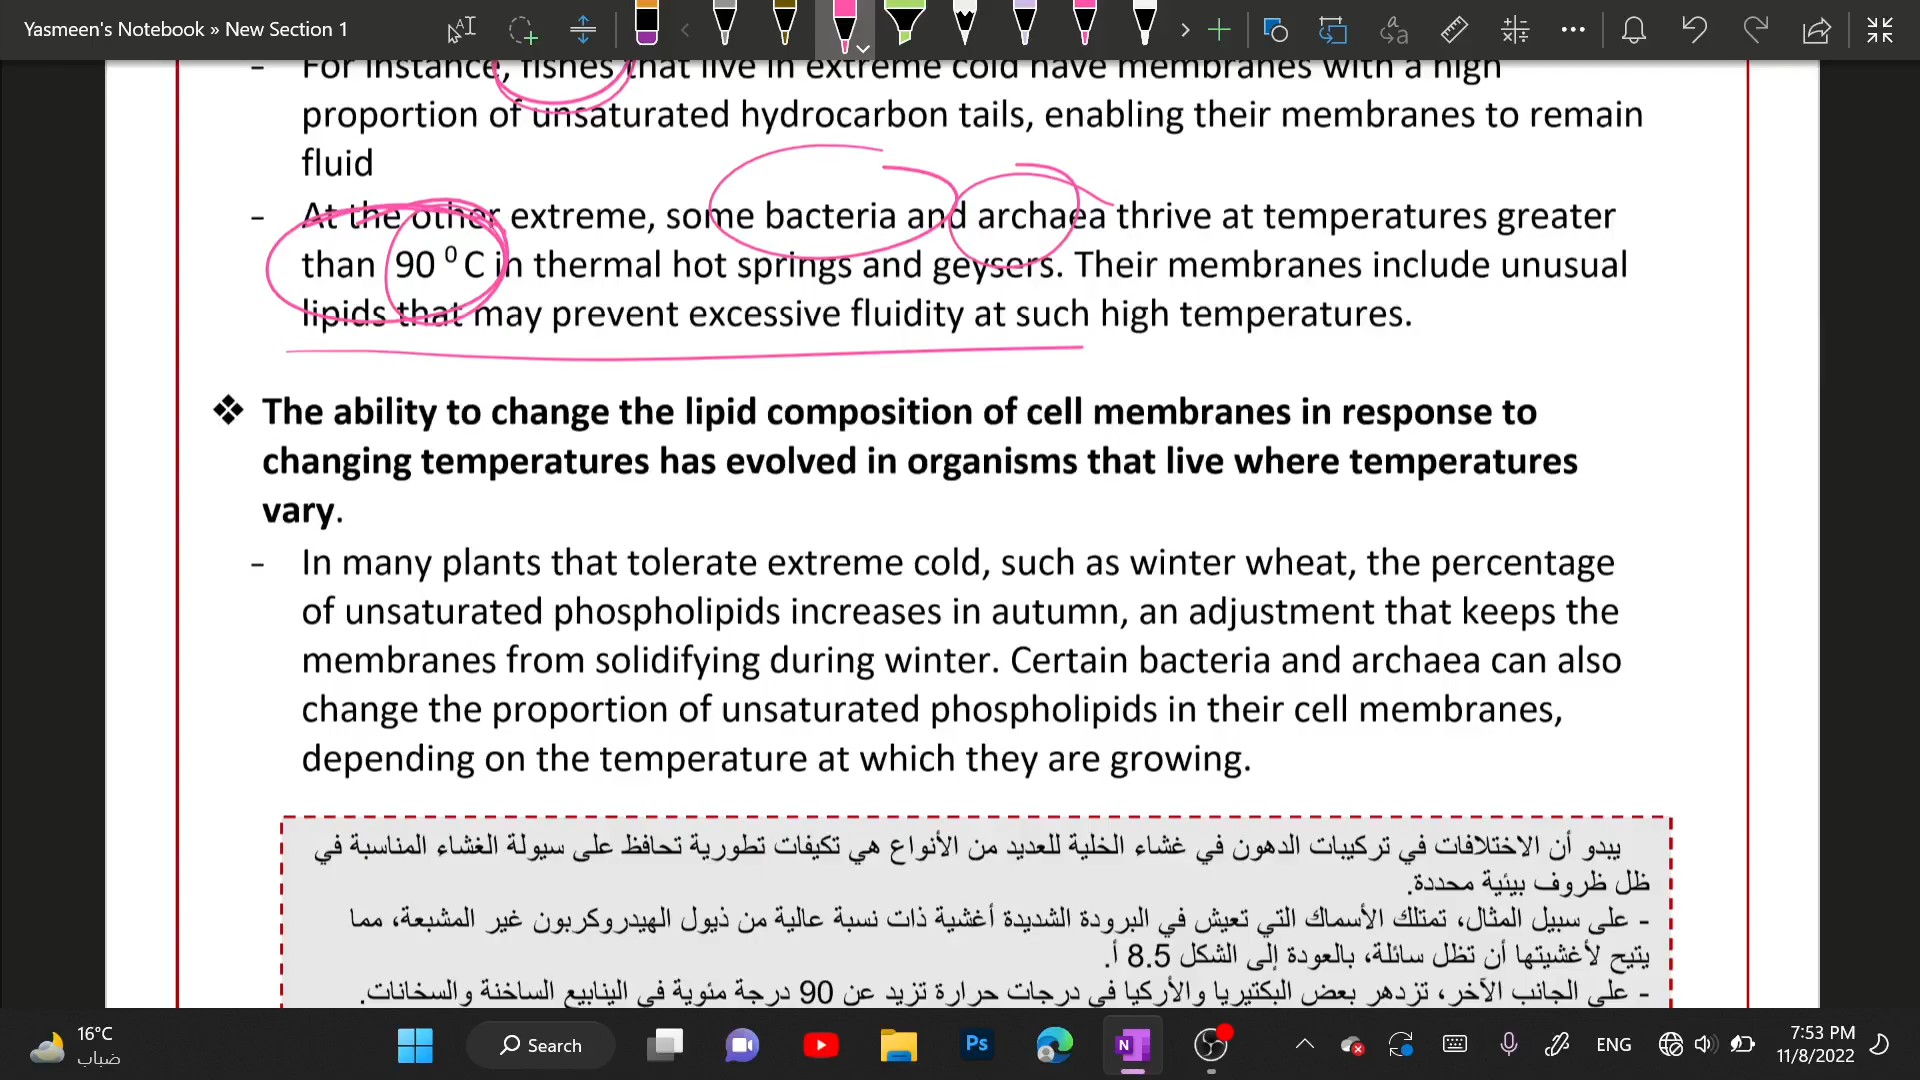 Yasmeen's Notebook » New Section 1
- For instance, fishes that live in extreme cold have membranes with a high
proportion of unsaturated hydrocarbon tails, enabling their membranes to remain
fluid
- At the other extreme, some bacteria and archaea thrive at temperatures greater
than 90 ⁰ C in thermal hot springs and geysers. Their membranes include unusual
lipids that may prevent excessive fluidity at such high temperatures.
❖ The ability to change the lipid composition of cell membranes in response to
changing temperatures has evolved in organisms that live where temperatures
vary.
- In many plants that tolerate extreme cold, such as winter wheat, the percentage
of unsaturated phospholipids increases in autumn, an adjustment that keeps the
membranes from solidifying during winter. Certain bacteria and archaea can also
change the proportion of unsaturated phospholipids in their cell membranes,
depending on the temperature at which they are growing.
يبدو أن الاختلافات في تركيبات الدهون في غشاء الخلية للعديد من الأنواع هي تكيفات تطورية تحافظ على سيولة الغشاء المناسبة في
ظل ظروف بيئية محددة.
- على سبيل المثال، تمتلك الأسماك التي تعيش في البرودة الشديدة أغشية ذات نسبة عالية من ذيول الهيدروكربون غير المشبعة، مما
يتيح لأغشيتها أن تظل سائلة، بالعودة إلى الشكل 8.5 أ.
- على الجانب الآخر، تزدهر بعض البكتيريا والأركيا في درجات حرارة تزيد عن 90 درجة مئوية في الينابيع الساخنة والسخانات.
16°C
ضباب
Search
Ps
N
ENG
7:53 PM
11/8/2022